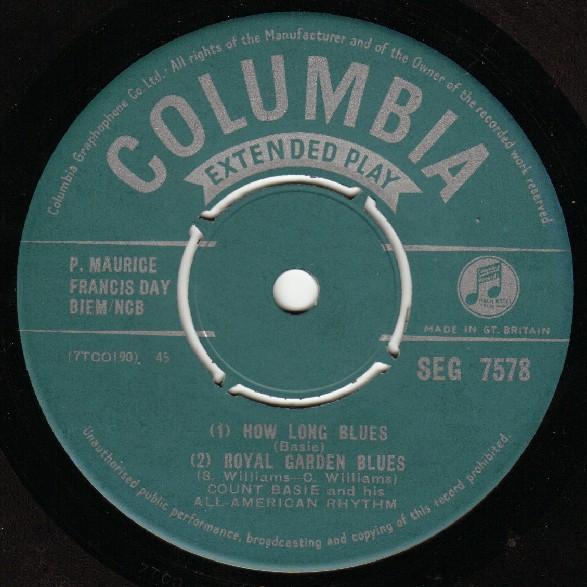 Columbia Graphophone Co. Ltd. · All rights of the Manufacturer and of the Owner of the recorded work reserved.
COLUMBIA
EXTENDED PLAY
P. MAURICE
FRANCIS DAY
BIEM/NCB
MADE IN GT. BRITAIN
(7TCO190). 45
SEG 7578
(1) HOW LONG BLUES
(Basie)
(2) ROYAL GARDEN BLUES
(S. Williams—C. Williams)
COUNT BASIE and his
ALL-AMERICAN RHYTHM
Unauthorised public performance, broadcasting and copying of this record prohibited.